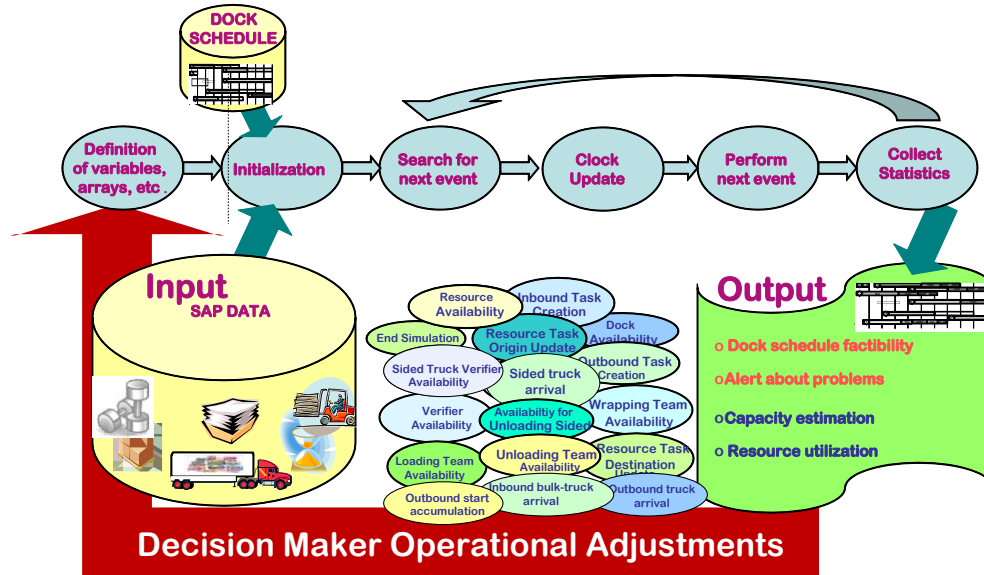 DOCK
SCHEDULE
Definition
of variables,
arrays, etc .
Initialization
Search for
next event
Clock
Update
Perform
next event
Collect
Statistics
Input
SAP DATA
Output
Resource
Availability
Inbound Task
Creation
End Simulation
Resource Task
Origin Update
Dock
Availability
Sided Truck Verifier
Availability
Sided truck
arrival
Outbound Task
Creation
Verifier
Availability
Availabiltiy for
Unloading Sided
Wrapping Team
Availability
Loading Team
Availability
Unloading Team
Availability
Resource Task
Destination
Update
Outbound start
accumulation
Inbound bulk-truck
arrival
Outbound truck
arrival
o Dock schedule factibility
o Alert about problems
o Capacity estimation
o Resource utilization
Decision Maker Operational Adjustments